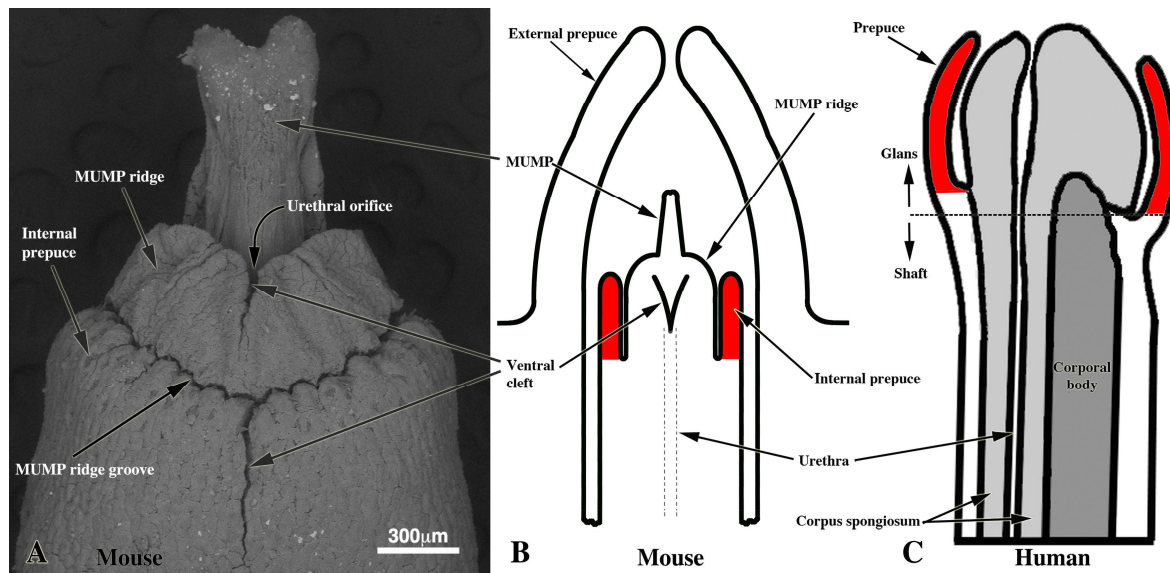 MUMP ridge
Internal
prepuce
Urethral orifice
MUMP ridge groove
300μm
A
Mouse
External prepuce
MUMP ridge
MUMP
Ventral
cleft
Internal prepuce
Urethra
Corpus spongiosum
B
Mouse
Prepuce
Glans
Shaft
Corporal
body
C
Human